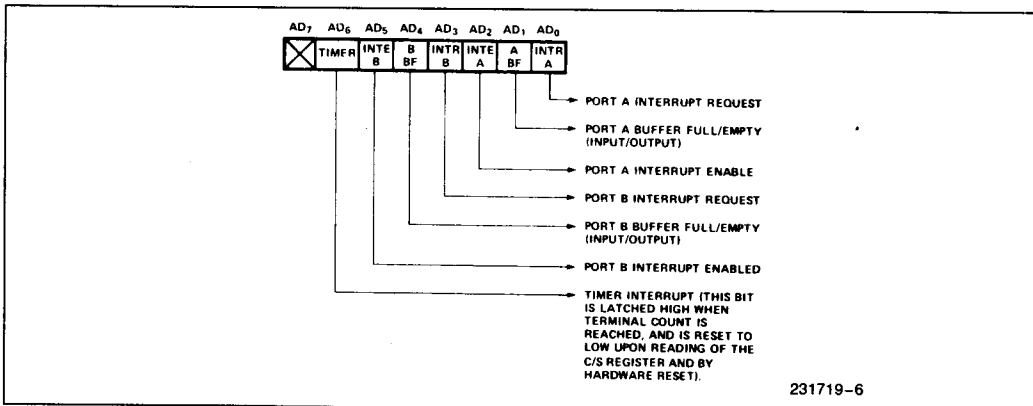 AD7 AD6 AD5 AD4 AD3 AD2 AD1 AD0
TIMER INTE B B BF INTR B INTE A A BF INTR A
PORT A INTERRUPT REQUEST
PORT A BUFFER FULL/EMPTY
(INPUT/OUTPUT)
PORT A INTERRUPT ENABLE
PORT B INTERRUPT REQUEST
PORT B BUFFER FULL/EMPTY
(INPUT/OUTPUT)
PORT B INTERRUPT ENABLED
TIMER INTERRUPT (THIS BIT
IS LATCHED HIGH WHEN
TERMINAL COUNT IS
REACHED, AND IS RESET TO
LOW UPON READING OF THE
C/S REGISTER AND BY
HARDWARE RESET).
231719-6